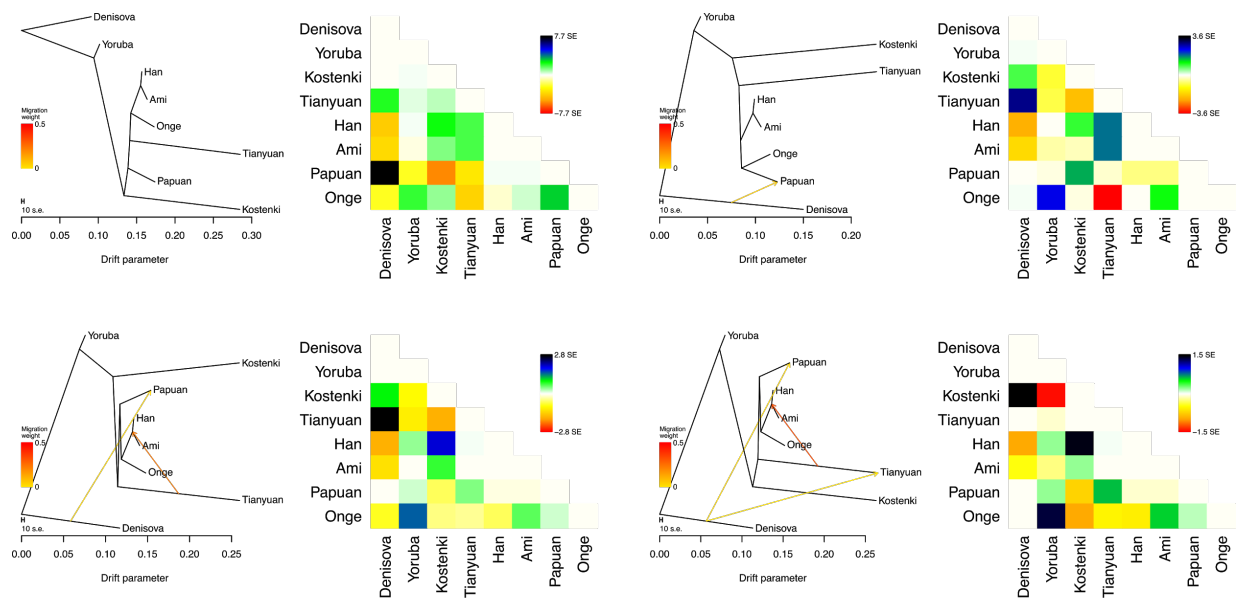 Denisova
Yoruba
Han
Ami
Onge
Tianyuan
Papuan
Kostenki
Migration
weight
0.5
0
10 s.e.
0.00 0.05 0.10 0.15 0.20 0.25 0.30
Drift parameter
Denisova
Yoruba
Kostenki
Tianyuan
Han
Ami
Papuan
Onge
Denisova Yoruba Kostenki Tianyuan Han Ami Papuan Onge
7.7 SE
−7.7 SE
Yoruba
Kostenki
Tianyuan
Han
Ami
Onge
Papuan
Denisova
Migration
weight
0.5
0
10 s.e.
0.00 0.05 0.10 0.15 0.20
Drift parameter
Denisova
Yoruba
Kostenki
Tianyuan
Han
Ami
Papuan
Onge
Denisova Yoruba Kostenki Tianyuan Han Ami Papuan Onge
3.6 SE
−3.6 SE
Yoruba
Kostenki
Papuan
Han
Ami
Onge
Tianyuan
Denisova
Migration
weight
0.5
0
10 s.e.
0.00 0.05 0.10 0.15 0.20 0.25
Drift parameter
Denisova
Yoruba
Kostenki
Tianyuan
Han
Ami
Papuan
Onge
Denisova Yoruba Kostenki Tianyuan Han Ami Papuan Onge
2.8 SE
−2.8 SE
Yoruba
Papuan
Han
Ami
Onge
Tianyuan
Kostenki
Denisova
Migration
weight
0.5
0
10 s.e.
0.00 0.05 0.10 0.15 0.20 0.25
Drift parameter
Denisova
Yoruba
Kostenki
Tianyuan
Han
Ami
Papuan
Onge
Denisova Yoruba Kostenki Tianyuan Han Ami Papuan Onge
1.5 SE
−1.5 SE